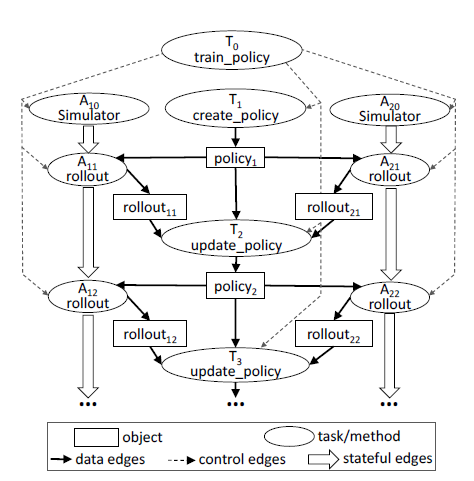 T0
train_policy
A10
Simulator
T1
create_policy
A20
Simulator
A11
rollout
policy1
A21
rollout
rollout11
rollout21
T2
update_policy
A12
rollout
policy2
A22
rollout
rollout12
rollout22
T3
update_policy
... ... ...
object
task/method
data edges
control edges
stateful edges